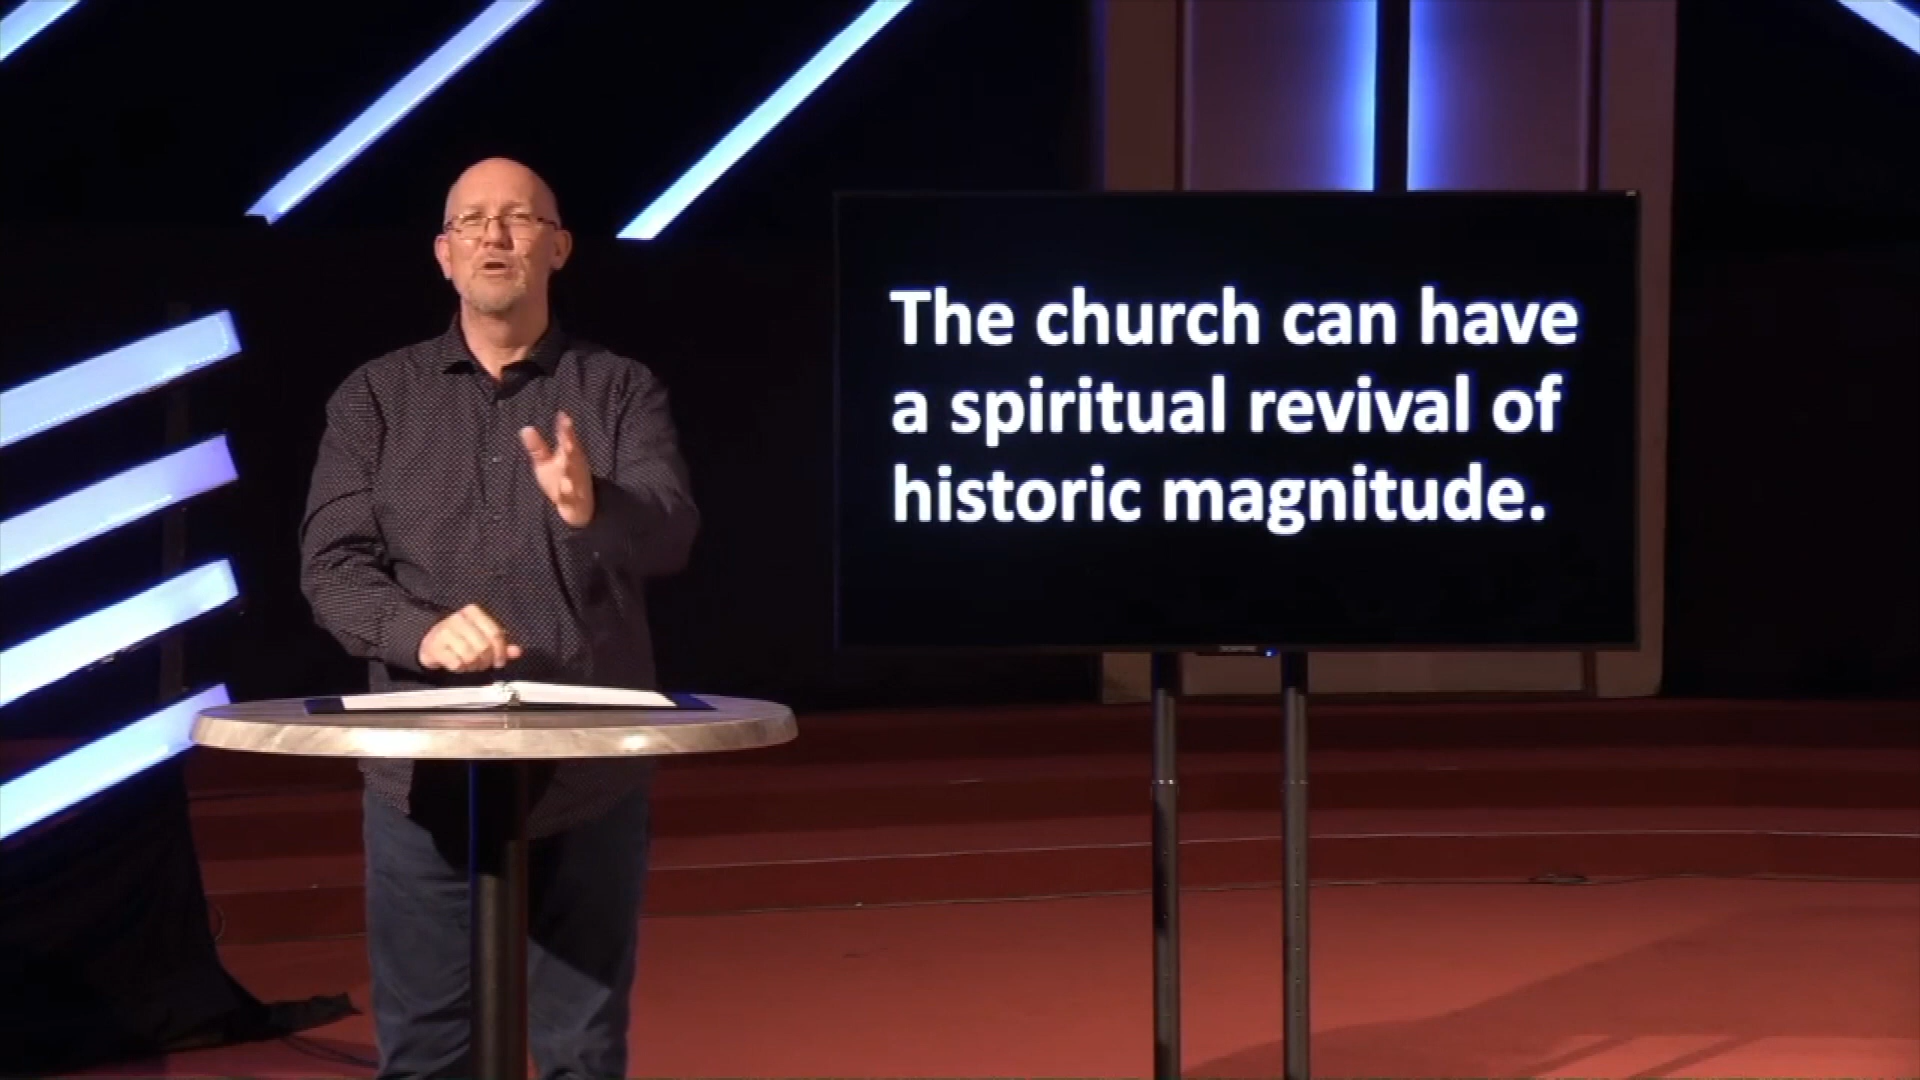 The church can have
a spiritual revival of
historic magnitude.